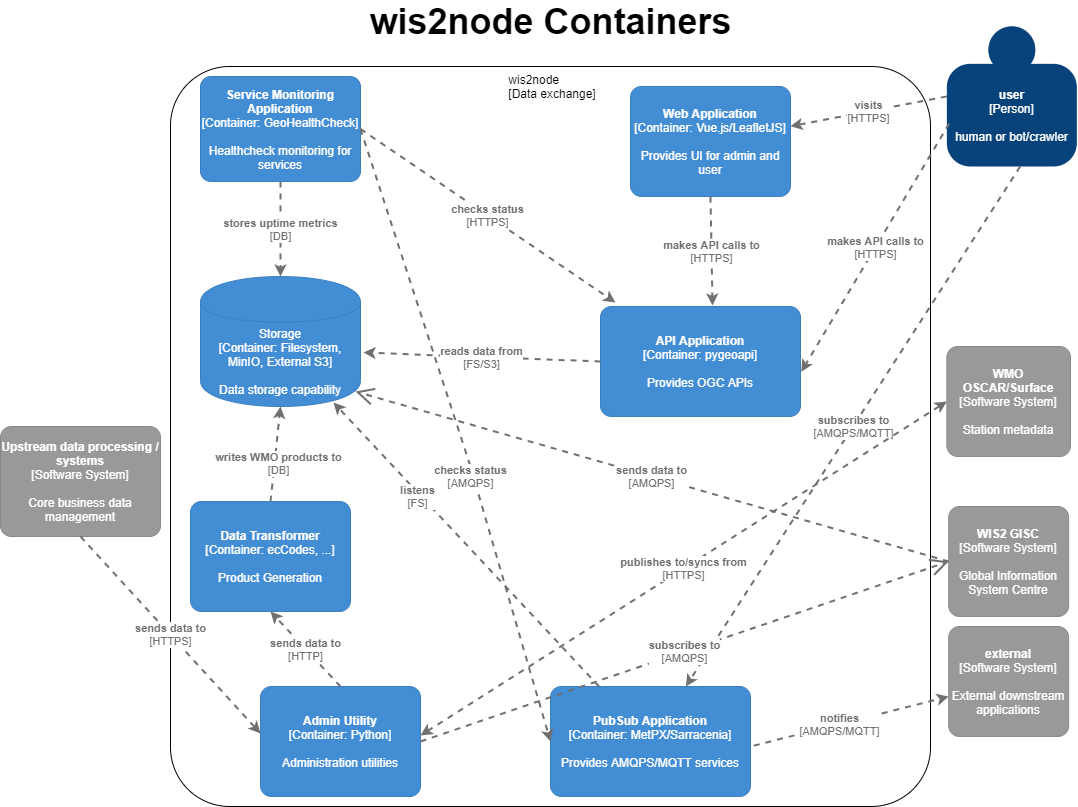 wis2node Containers
wis2node
[Data exchange]
Service Monitoring
Application
[Container: GeoHealthCheck]
Healthcheck monitoring for
services
Web Application
[Container: Vue.js/LeafletJS]
Provides UI for admin and
user
user
[Person]
human or bot/crawler
visits
[HTTPS]
stores uptime metrics
[DB]
checks status
[HTTPS]
makes API calls to
[HTTPS]
makes API calls to
[HTTPS]
Storage
[Container: Filesystem,
MinIO, External S3]
Data storage capability
reads data from
[FS/S3]
API Application
[Container: pygeoapi]
Provides OGC APIs
WMO
OSCAR/Surface
[Software System]
Station metadata
subscribes to
[AMQPS/MQTT]
Upstream data processing /
systems
[Software System]
Core business data
management
writes WMO products to
[DB]
checks status
[AMQPS]
listens
[FS]
sends data to
[AMQPS]
Data Transformer
[Container: ecCodes, ...]
Product Generation
WIS2 GISC
[Software System]
Global Information
System Centre
publishes to/syncs from
[HTTPS]
sends data to
[HTTPS]
sends data to
[HTTP]
subscribes to
[AMQPS]
external
[Software System]
External downstream
applications
Admin Utility
[Container: Python]
Administration utilities
PubSub Application
[Container: MetPX/Sarracenia]
Provides AMQPS/MQTT services
notifies
[AMQPS/MQTT]